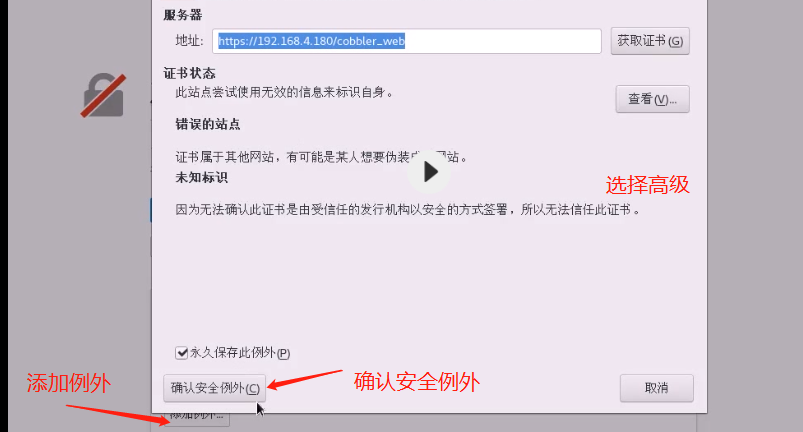 服务器
地址: https://192.168.4.180/cobbler_web 获取证书(G)
证书状态
此站点尝试使用无效的信息来标识自身。
查看(V)...
错误的站点
证书属于其他网站，有可能是某人想要伪装 网站。
未知标识
选择高级
因为无法确认此证书是由受信任的发行机构以安全的方式签署，所以无法信任此证书。
永久保存此例外(P)
添加例外
确认安全例外(C)
确认安全例外
取消
添加例外...